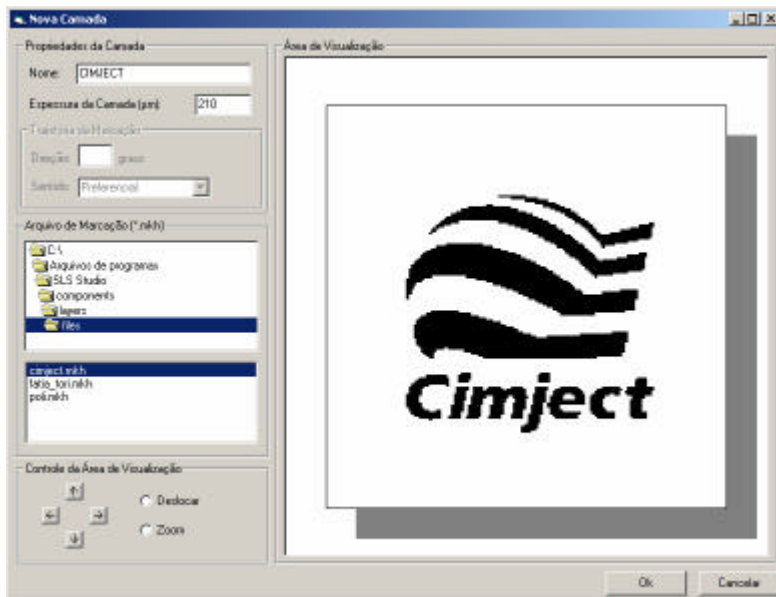 Nova Camada
Propriedades da Camada
Nome: CIMJECT
Espessura da Camada (µm): 210
Trajetória de Marcação
Direção: graus
Sentido: Preferencial
Arquivo de Marcação (*.mkh)
C:\
Arquivos de programas
SLS Studio
components
layers
files
cimject.mkh
fatia_tori.mkh
poli.mkh
Controle da Área de Visualização
Deslocar
Zoom
Área de Visualização
Cimject
Ok
Cancelar